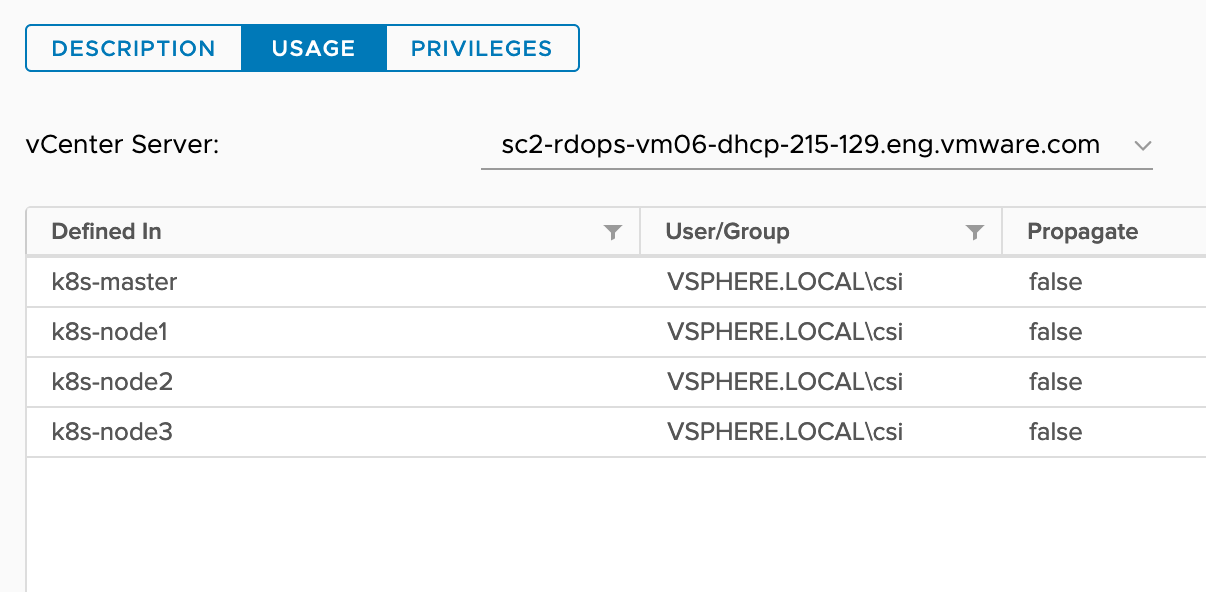 DESCRIPTION USAGE PRIVILEGES
vCenter Server: sc2-rdops-vm06-dhcp-215-129.eng.vmware.com
Defined In User/Group Propagate
k8s-master VSPHERE.LOCAL\csi false
k8s-node1 VSPHERE.LOCAL\csi false
k8s-node2 VSPHERE.LOCAL\csi false
k8s-node3 VSPHERE.LOCAL\csi false